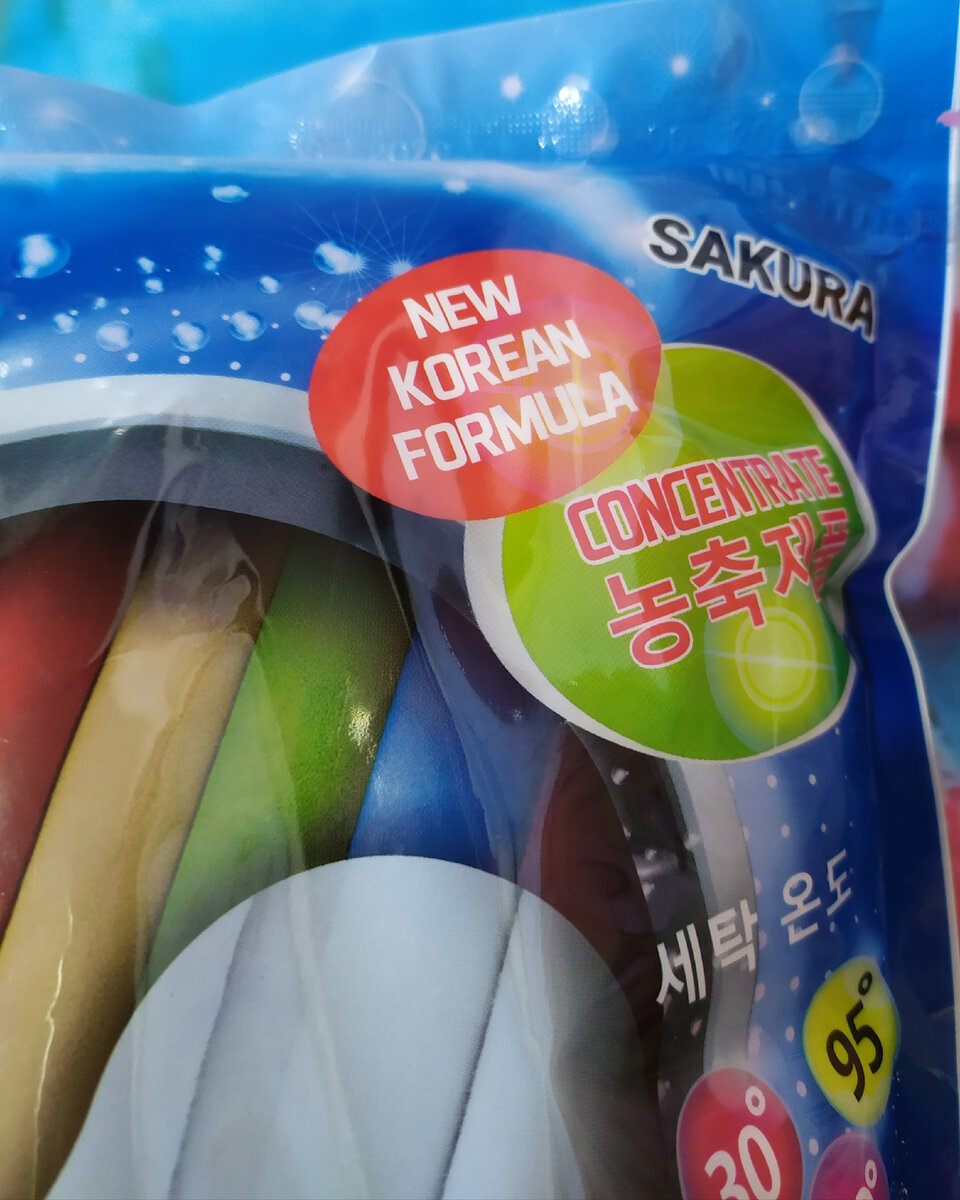 SAKURA
NEW
KOREAN
FORMULA
CONCENTRATE
농축제품
세탁 온도
95°
30°